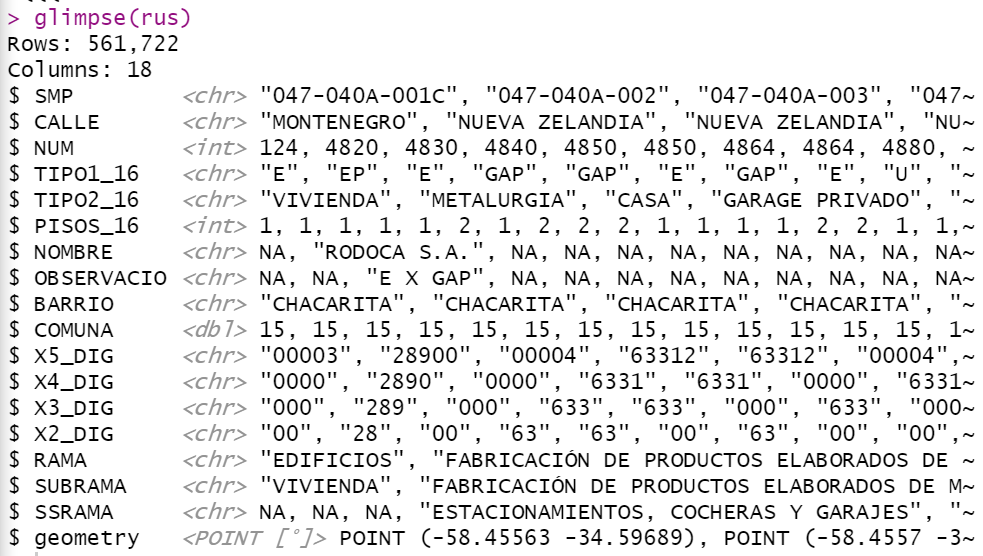 > glimpse(rus)
Rows: 561,722
Columns: 18
$ SMP <chr> "047-040A-001C", "047-040A-002", "047-040A-003", "047~
$ CALLE <chr> "MONTENEGRO", "NUEVA ZELANDIA", "NUEVA ZELANDIA", "NU~
$ NUM <int> 124, 4820, 4830, 4840, 4850, 4850, 4864, 4864, 4880, ~
$ TIPO1_16 <chr> "E", "EP", "E", "GAP", "GAP", "E", "GAP", "E", "U", "~
$ TIPO2_16 <chr> "VIVIENDA", "METALURGIA", "CASA", "GARAGE PRIVADO", "~
$ PISOS_16 <int> 1, 1, 1, 1, 1, 2, 1, 2, 2, 2, 1, 1, 1, 1, 2, 2, 1, 1,~
$ NOMBRE <chr> NA, "RODOCA S.A.", NA, NA, NA, NA, NA, NA, NA, NA, NA~
$ OBSERVACIO <chr> NA, NA, "E X GAP", NA, NA, NA, NA, NA, NA, NA, NA, NA~
$ BARRIO <chr> "CHACARITA", "CHACARITA", "CHACARITA", "CHACARITA", "~
$ COMUNA <dbl> 15, 15, 15, 15, 15, 15, 15, 15, 15, 15, 15, 15, 15, 1~
$ X5_DIG <chr> "00003", "28900", "00004", "63312", "63312", "00004",~
$ X4_DIG <chr> "0000", "2890", "0000", "6331", "6331", "0000", "6331~
$ X3_DIG <chr> "000", "289", "000", "633", "633", "000", "633", "000~
$ X2_DIG <chr> "00", "28", "00", "63", "63", "00", "63", "00", "00",~
$ RAMA <chr> "EDIFICIOS", "FABRICACIÓN DE PRODUCTOS ELABORADOS DE ~
$ SUBRAMA <chr> "VIVIENDA", "FABRICACIÓN DE PRODUCTOS ELABORADOS DE M~
$ SSRAMA <chr> NA, NA, NA, "ESTACIONAMIENTOS, COCHERAS Y GARAJES", "~
$ geometry <POINT [°]> POINT (-58.45563 -34.59689), POINT (-58.4557 -3~